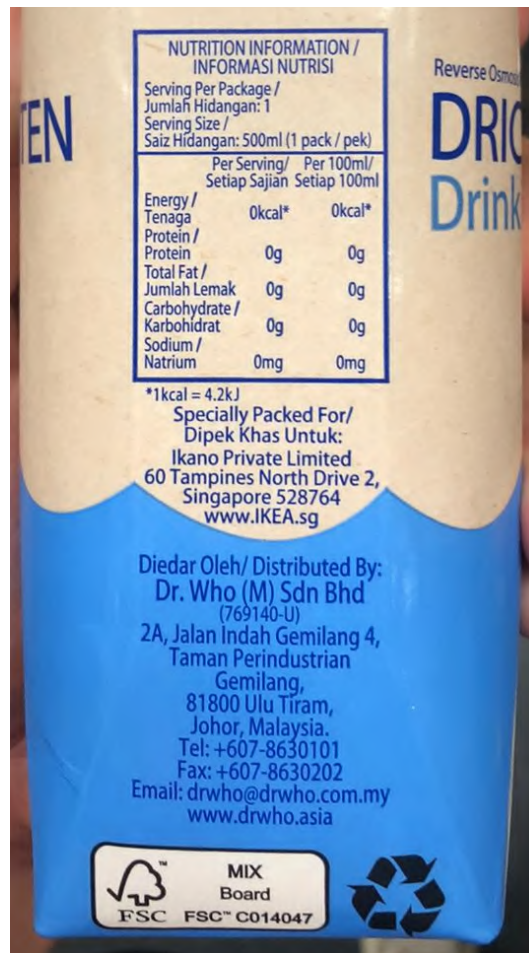 TEN
NUTRITION INFORMATION /
INFORMASI NUTRISI
Serving Per Package /
Jumlah Hidangan: 1
Serving Size /
Saiz Hidangan: 500ml (1 pack / pek)
Per Serving/ Per 100ml/
Setiap Sajian Setiap 100ml
Energy /
Tenaga 0kcal* 0kcal*
Protein /
Protein 0g 0g
Total Fat /
Jumlah Lemak 0g 0g
Carbohydrate /
Karbohidrat 0g 0g
Sodium /
Natrium 0mg 0mg
*1kcal = 4.2kJ
Specially Packed For/
Dipek Khas Untuk:
Ikano Private Limited
60 Tampines North Drive 2,
Singapore 528764
www.IKEA.sg
Diedar Oleh/ Distributed By:
Dr. Who (M) Sdn Bhd
(769140-U)
2A, Jalan Indah Gemilang 4,
Taman Perindustrian
Gemilang,
81800 Ulu Tiram,
Johor, Malaysia.
Tel: +607-8630101
Fax: +607-8630202
Email: drwho@drwho.com.my
www.drwho.asia
FSC
MIX
Board
FSC™ C014047
Reverse Osmos
DRIC
Drink